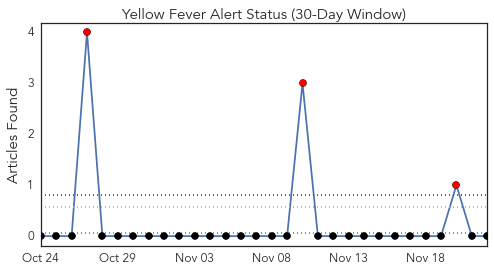 Yellow Fever Alert Status (30-Day Window)
Articles Found
4
3
2
1
0
Oct 24 Oct 29 Nov 03 Nov 08 Nov 13 Nov 18